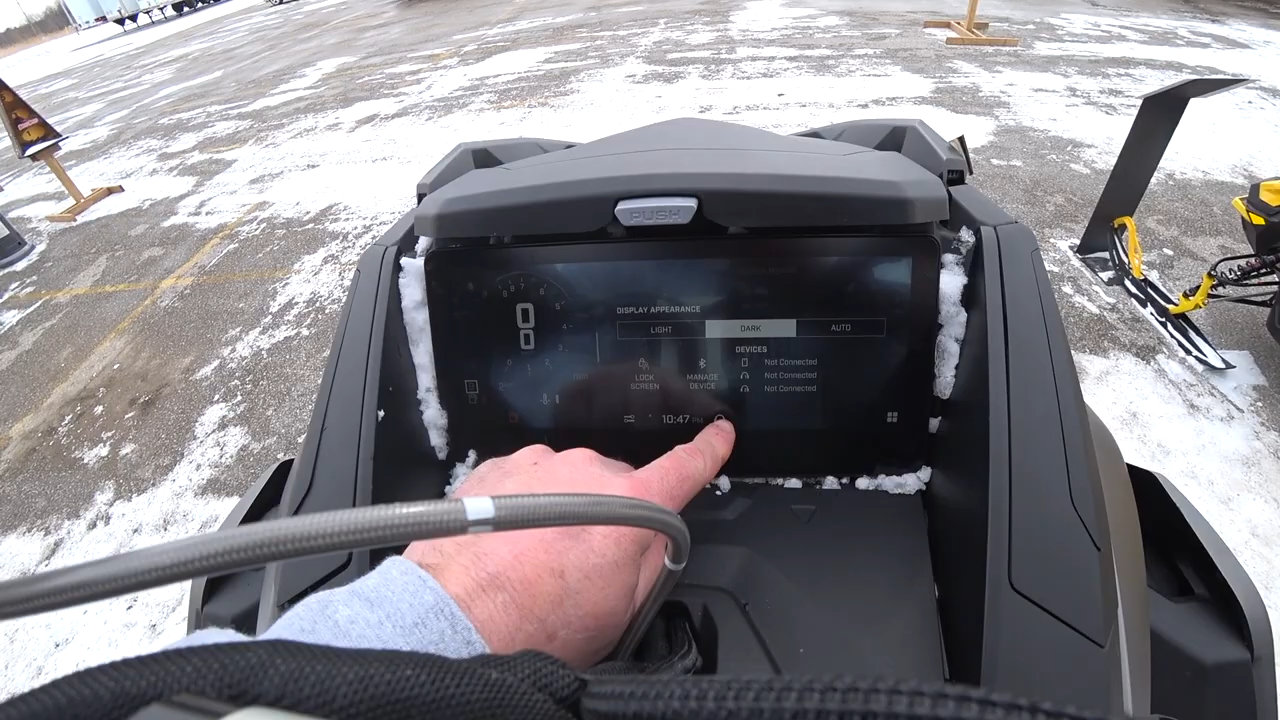 PUSH
DISPLAY APPEARANCE
LIGHT
DARK
AUTO
DEVICES
Not Connected
Not Connected
Not Connected
LOCK
SCREEN
MANAGE
DEVICE
10:47 PM